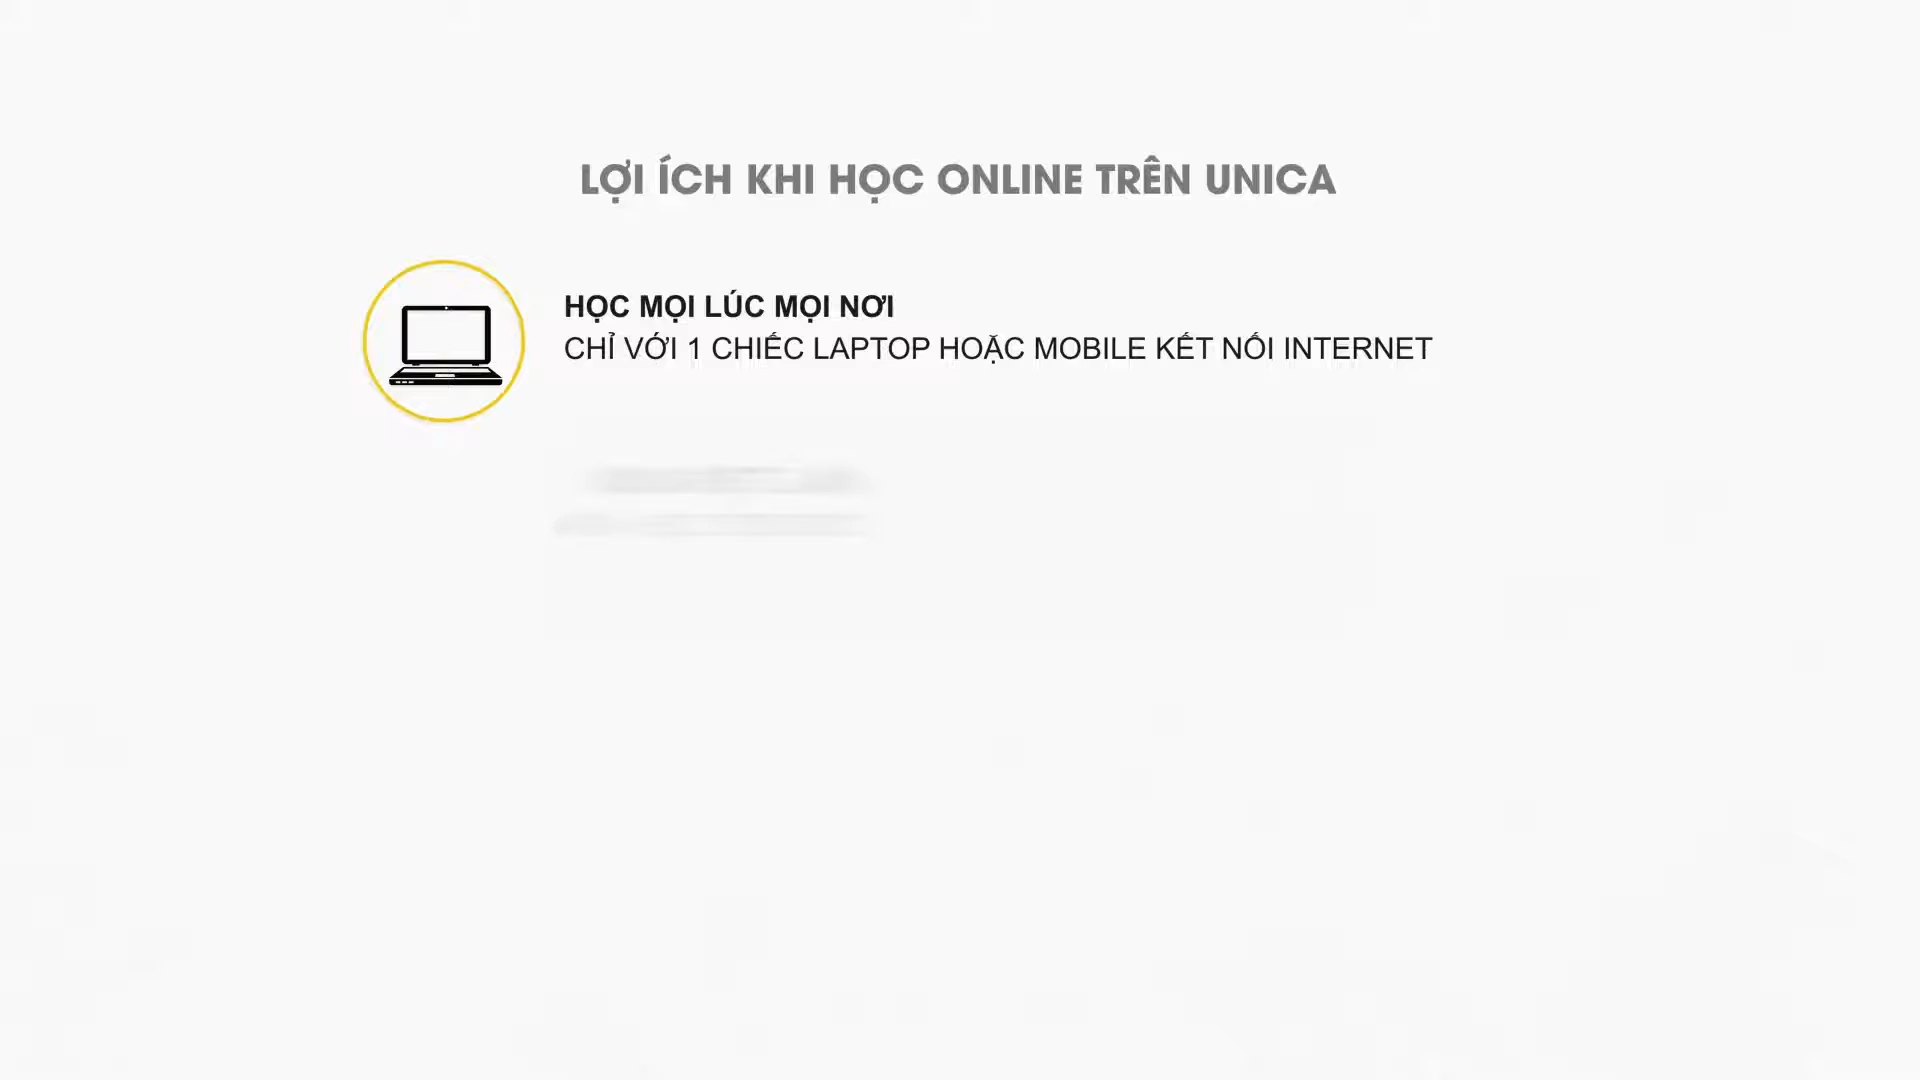 LỢI ÍCH KHI HỌC ONLINE TRÊN UNICA
HỌC MỌI LÚC MỌI NƠI
CHỈ VỚI 1 CHIẾC LAPTOP HOẶC MOBILE KẾT NỐI INTERNET